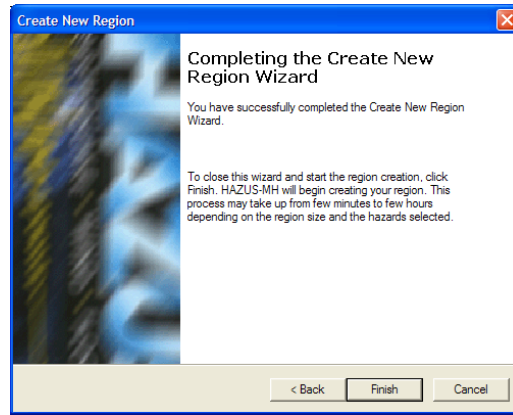 Create New Region
Completing the Create New
Region Wizard
You have successfully completed the Create New Region
Wizard.
To close this wizard and start the region creation, click
Finish. HAZUS-MH will begin creating your region. This
process may take up from few minutes to few hours
depending on the region size and the hazards selected.
< Back Finish Cancel